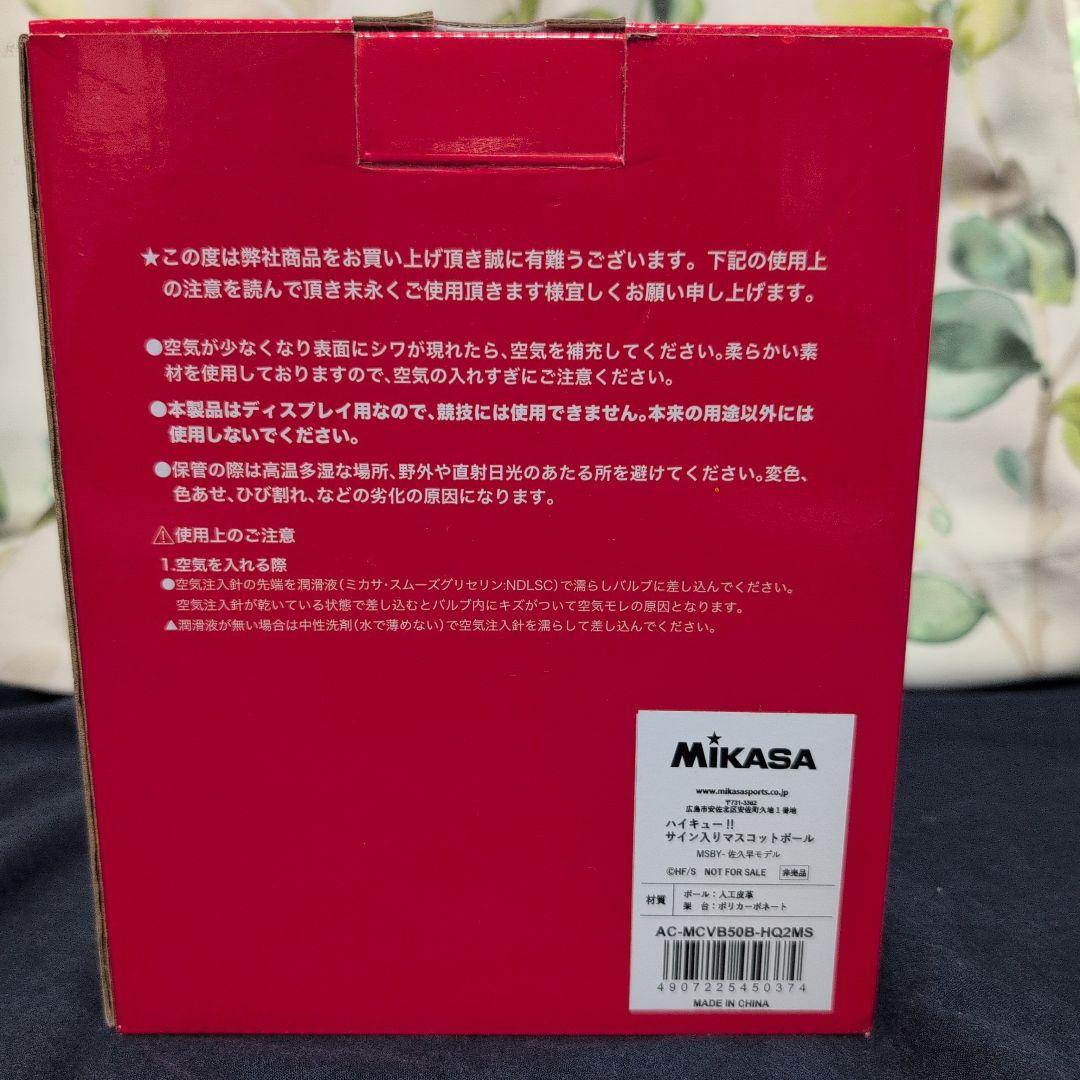 ★この度は弊社商品をお買い上げ頂き誠に有難うございます。下記の使用上
の注意を読んで頂き末永くご使用頂きます様宜しくお願い申し上げます。
●空気が少なくなり表面にシワが現れたら、空気を補充してください。柔らかい素
材を使用しておりますので、空気の入れすぎにご注意ください。
●本製品はディスプレイ用なので、競技には使用できません。本来の用途以外には
使用しないでください。
●保管の際は高温多湿な場所、野外や直射日光のあたる所を避けてください。変色、
色あせ、ひび割れ、などの劣化の原因になります。
⚠使用上のご注意
1.空気を入れる際
●空気注入針の先端を潤滑液(ミカサ・スムーズグリセリン:NDLSC)で濡らしバルブに差し込んでください。
空気注入針が乾いている状態で差し込むとバルブ内にキズがついて空気モレの原因となります。
▲潤滑液が無い場合は中性洗剤(水で薄めない)で空気注入針を濡らして差し込んでください。
MiKASA
www.mikasasports.co.jp
〒731-3362
広島市安佐北区安佐町久地1番地
ハイキュー!!
サイン入りマスコットボール
MSBY-佐久早モデル
©HF/S NOT FOR SALE 非売品
材質 ボール:人工皮革
架 台:ポリカーボネート
AC-MCVB50B-HQ2MS
4907225450374
MADE IN CHINA